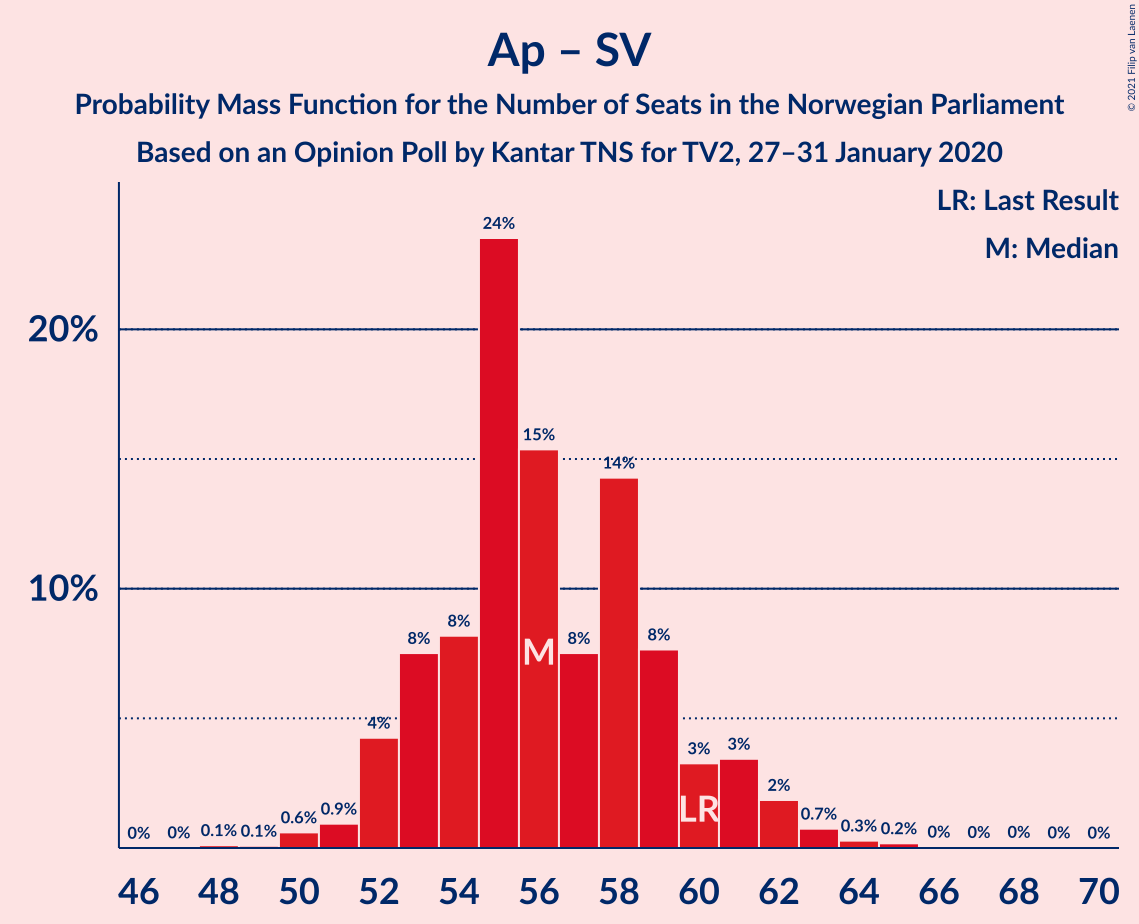 Ap – SV
Probability Mass Function for the Number of Seats in the Norwegian Parliament
Based on an Opinion Poll by Kantar TNS for TV2, 27–31 January 2020
© 2021 Filip van Laenen
LR: Last Result
M: Median
20%
10%
0% 0% 0.1% 0.1% 0.6% 0.9% 4% 8% 8% 24% 15% 8% 14% 8% 3% 3% 2% 0.7% 0.3% 0.2% 0% 0% 0% 0% 0%
M
LR
46 48 50 52 54 56 58 60 62 64 66 68 70